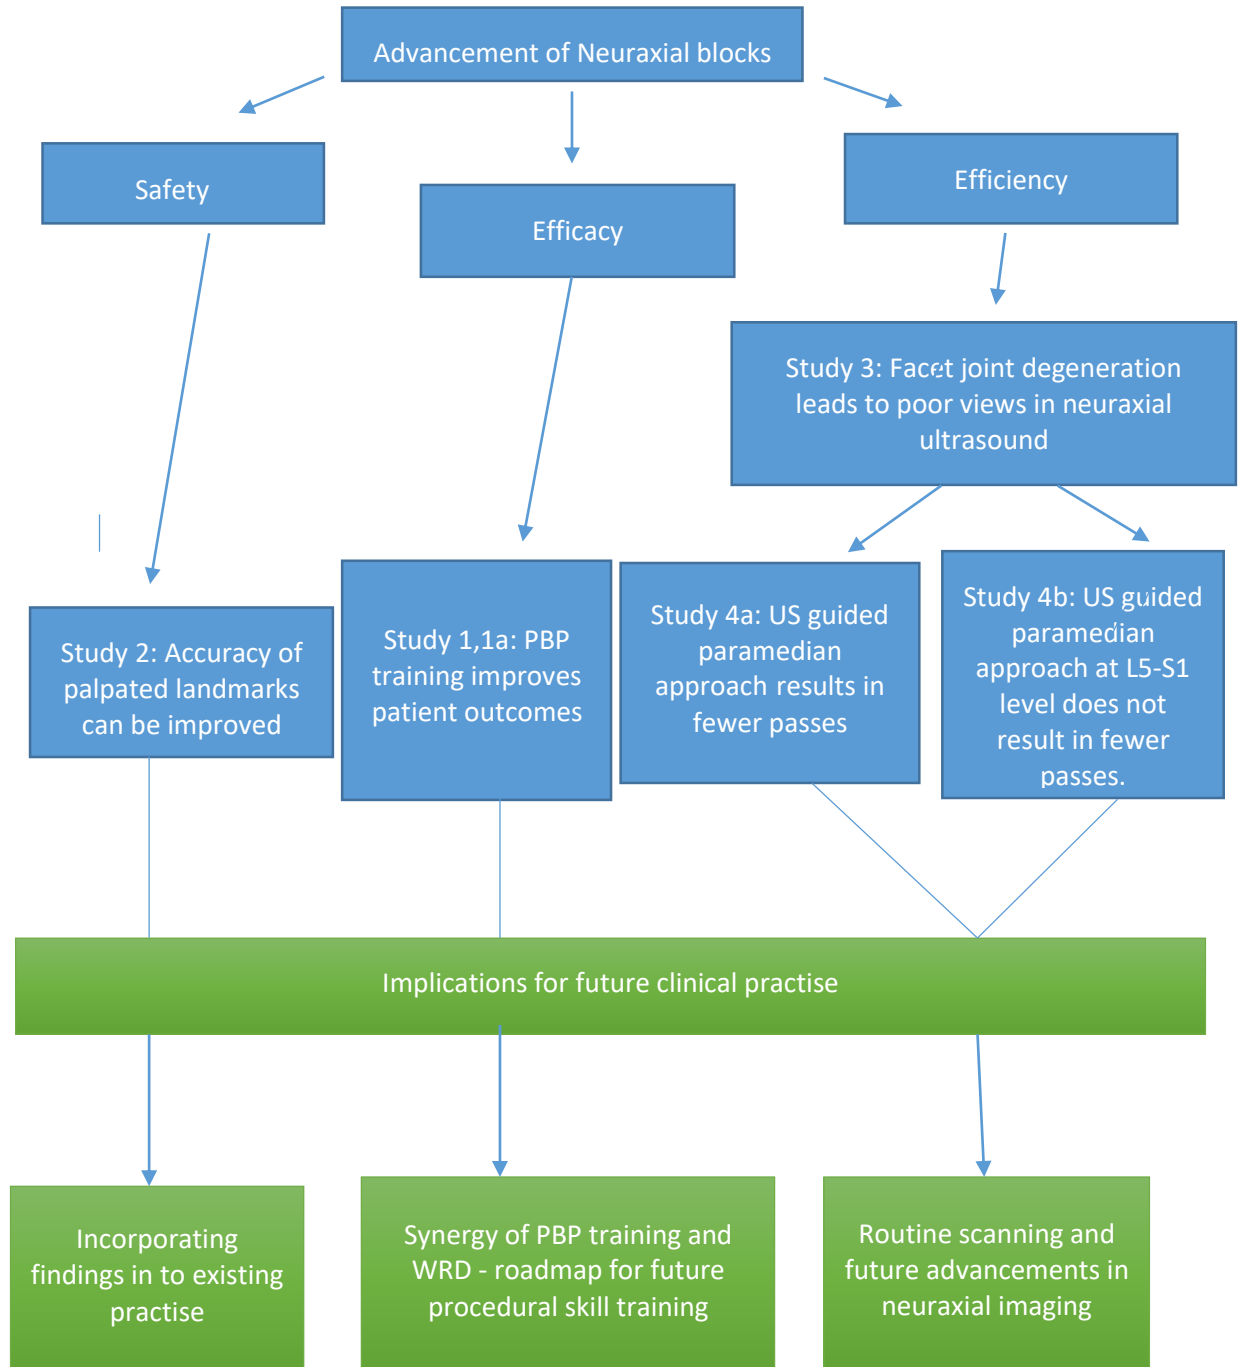 Advancement of Neuraxial blocks
Safety
Efficacy
Efficiency
Study 3: Facet joint degeneration
leads to poor views in neuraxial
ultrasound
Study 2: Accuracy of
palpated landmarks
can be improved
Study 1,1a: PBP
training improves
patient outcomes
Study 4a: US guided
paramedian
approach results in
fewer passes
Study 4b: US guided
paramedian
approach at L5-S1
level does not
result in fewer
passes.
Implications for future clinical practise
Incorporating
findings in to existing
practise
Synergy of PBP training and
WRD - roadmap for future
procedural skill training
Routine scanning and
future advancements in
neuraxial imaging